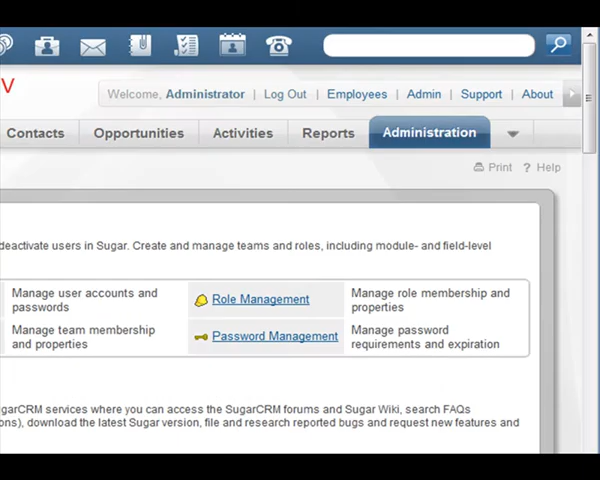 V
Welcome, Administrator | Log Out | Employees | Admin | Support | About
Contacts Opportunities Activities Reports Administration
Print ? Help
deactivate users in Sugar. Create and manage teams and roles, including module- and field-level
Manage user accounts and
passwords
Role Management
Manage role membership and
properties
Manage team membership
and properties
Password Management
Manage password
requirements and expiration
garCRM services where you can access the SugarCRM forums and Sugar Wiki, search FAQs
ons), download the latest Sugar version, file and research reported bugs and request new features and